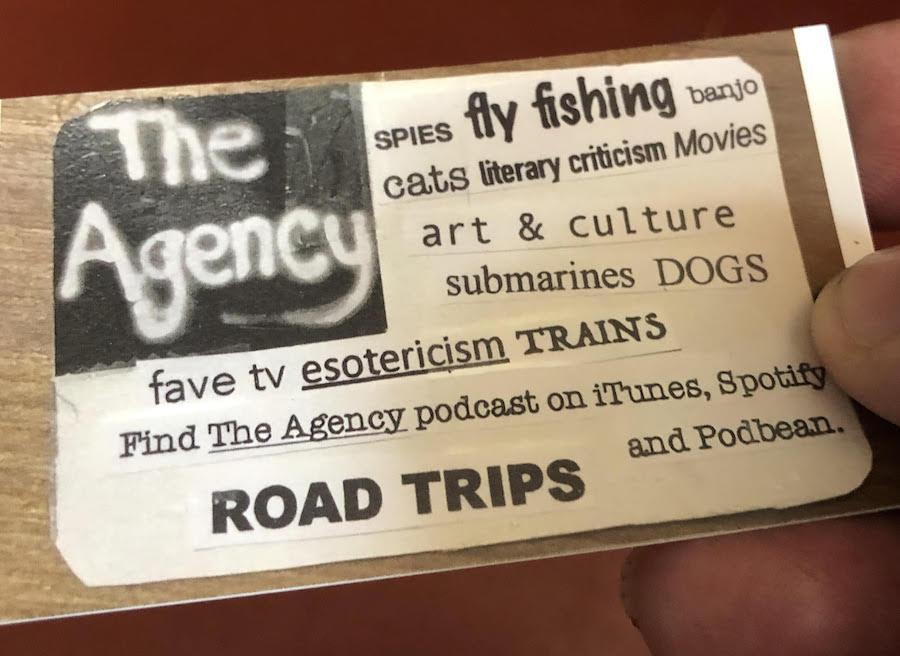 The
Agency
SPIES fly fishing banjo
cats literary criticism Movies
art & culture
submarines DOGS
fave tv esotericism TRAINS
Find The Agency podcast on iTunes, Spotify
and Podbean.
ROAD TRIPS